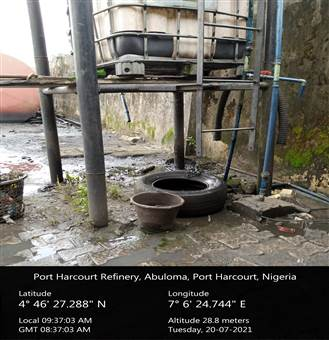 Port Harcourt Refinery, Abuloma, Port Harcourt, Nigeria
Latitude
4° 46' 27.288" N
Longitude
7° 6' 24.744" E
Local 09:37:03 AM
GMT 08:37:03 AM
Altitude 28.8 meters
Tuesday, 20-07-2021